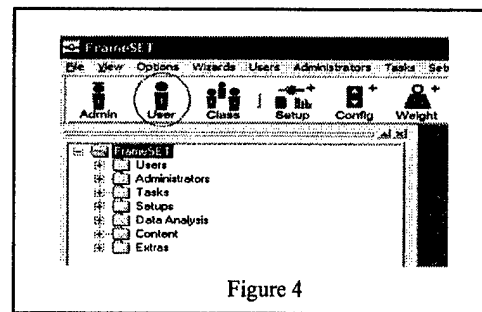 FrameSET
File View Options Wizards Users Administrators Tasks Set
Admin User Class Setup Config Weight
FrameSET
Users
Administrators
Tasks
Setups
Data Analysis
Content
Extras
Figure 4